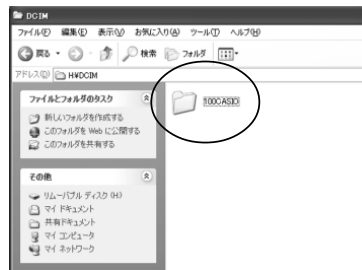 DCIM
ファイル(F) 編集(E) 表示(V) お気に入り(A) ツール(T) ヘルプ(H)
戻る 検索 フォルダ
アドレス(D) H:¥DCIM
ファイルとフォルダのタスク
新しいフォルダを作成する
このフォルダを Web に公開する
このフォルダを共有する
その他
リムーバブル ディスク (H:)
マイ ドキュメント
共有ドキュメント
マイ コンピュータ
マイ ネットワーク
100CASIO